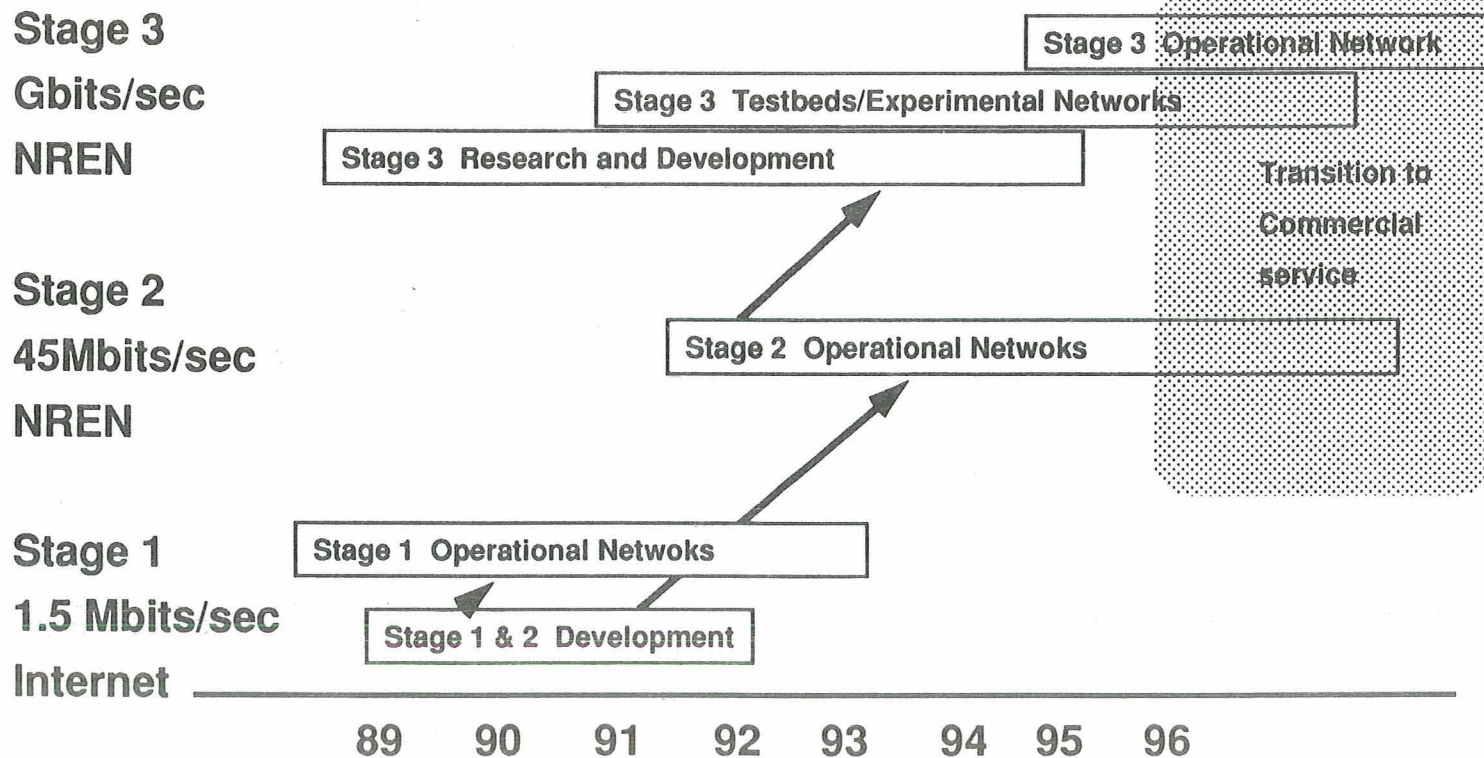 Stage 3
Gbits/sec
NREN
Stage 3 Operational Network
Stage 3 Testbeds/Experimental Networks
Stage 3 Research and Development
Transition to
Commercial
service
Stage 2
45Mbits/sec
NREN
Stage 2 Operational Netwoks
Stage 1
1.5 Mbits/sec
Internet
Stage 1 Operational Netwoks
Stage 1 & 2 Development
89 90 91 92 93 94 95 96